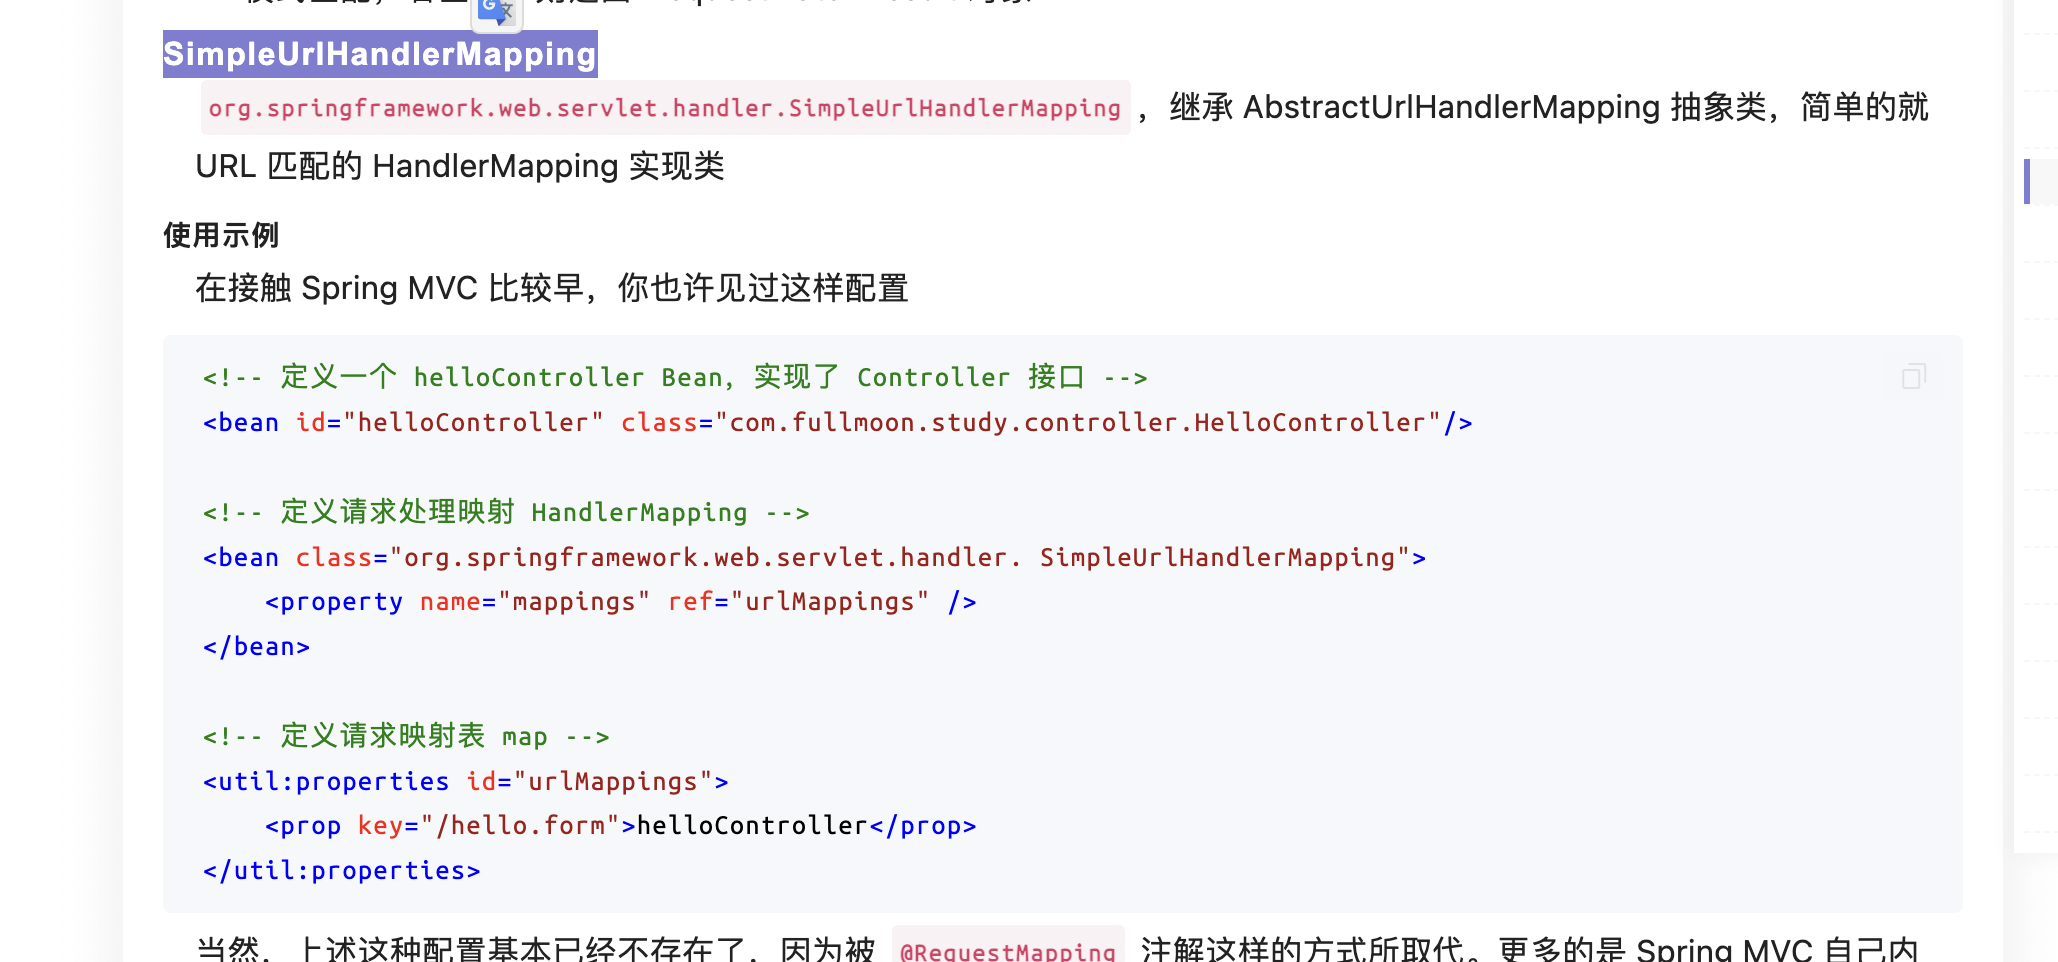 SimpleUrlHandlerMapping
org.springframework.web.servlet.handler.SimpleUrlHandlerMapping ，继承 AbstractUrlHandlerMapping 抽象类，简单的就
URL 匹配的 HandlerMapping 实现类
使用示例
在接触 Spring MVC 比较早，你也许见过这样配置
<!-- 定义一个 helloController Bean，实现了 Controller 接口 -->
<bean id="helloController" class="com.fullmoon.study.controller.HelloController"/>
<!-- 定义请求处理映射 HandlerMapping -->
<bean class="org.springframework.web.servlet.handler. SimpleUrlHandlerMapping">
    <property name="mappings" ref="urlMappings" />
</bean>
<!-- 定义请求映射表 map -->
<util:properties id="urlMappings">
    <prop key="/hello.form">helloController</prop>
</util:properties>
当然，上述这种配置基本已经不存在了，因为被 @RequestMapping 注解这样的方式所取代。更多的是 Spring MVC 自己内